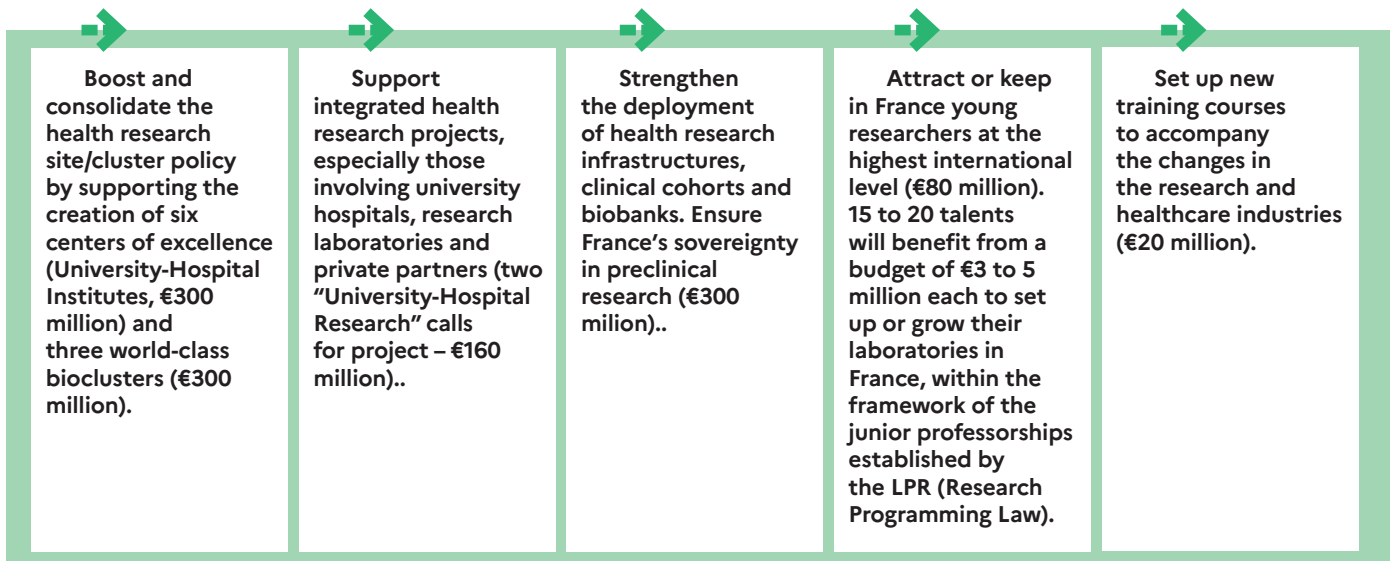 Boost and
consolidate the
health research
site/cluster policy
by supporting the
creation of six
centers of excellence
(University-Hospital
Institutes, €300
million) and
three world-class
bioclusters (€300
million).
Support
integrated health
research projects,
especially those
involving university
hospitals, research
laboratories and
private partners (two
“University-Hospital
Research” calls
for project – €160
million)..
Strengthen
the deployment
of health research
infrastructures,
clinical cohorts and
biobanks. Ensure
France’s sovereignty
in preclinical
research (€300
milion)..
Attract or keep
in France young
researchers at the
highest international
level (€80 million).
15 to 20 talents
will benefit from a
budget of €3 to 5
million each to set
up or grow their
laboratories in
France, within the
framework of the
junior professorships
established by
the LPR (Research
Programming Law).
Set up new
training courses
to accompany
the changes in
the research and
healthcare industries
(€20 million).